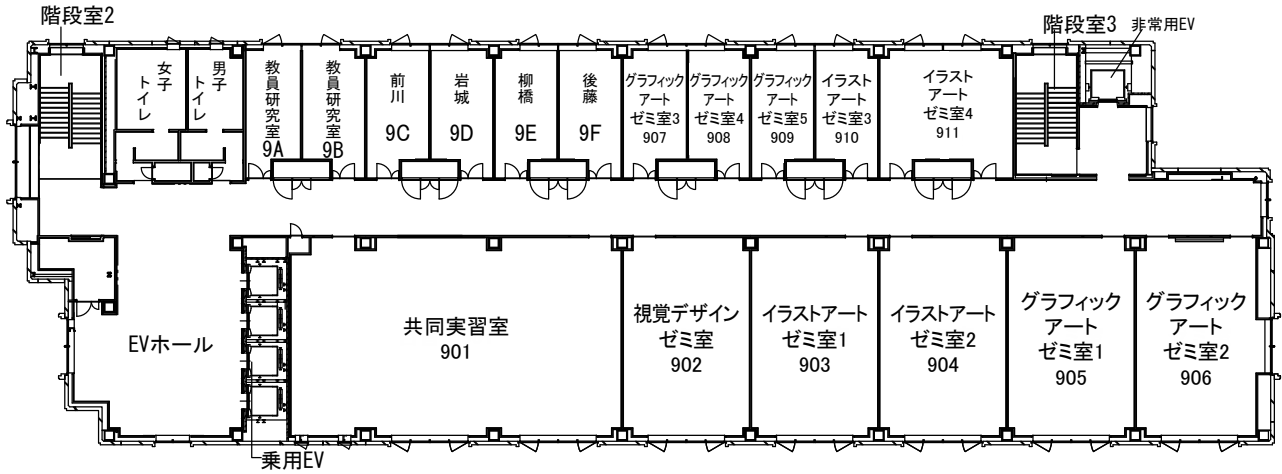 階段室2
階段室3
非常用EV
女子
トイレ
男子
トイレ
教員研究室
9A
教員研究室
9B
前川
9C
岩城
9D
柳橋
9E
後藤
9F
グラフィック
アート
ゼミ室3
907
グラフィック
アート
ゼミ室4
908
グラフィック
アート
ゼミ室5
909
イラスト
アート
ゼミ室3
910
イラスト
アート
ゼミ室4
911
EVホール
共同実習室
901
視覚デザイン
ゼミ室
902
イラストアート
ゼミ室1
903
イラストアート
ゼミ室2
904
グラフィック
アート
ゼミ室1
905
グラフィック
アート
ゼミ室2
906
乗用EV